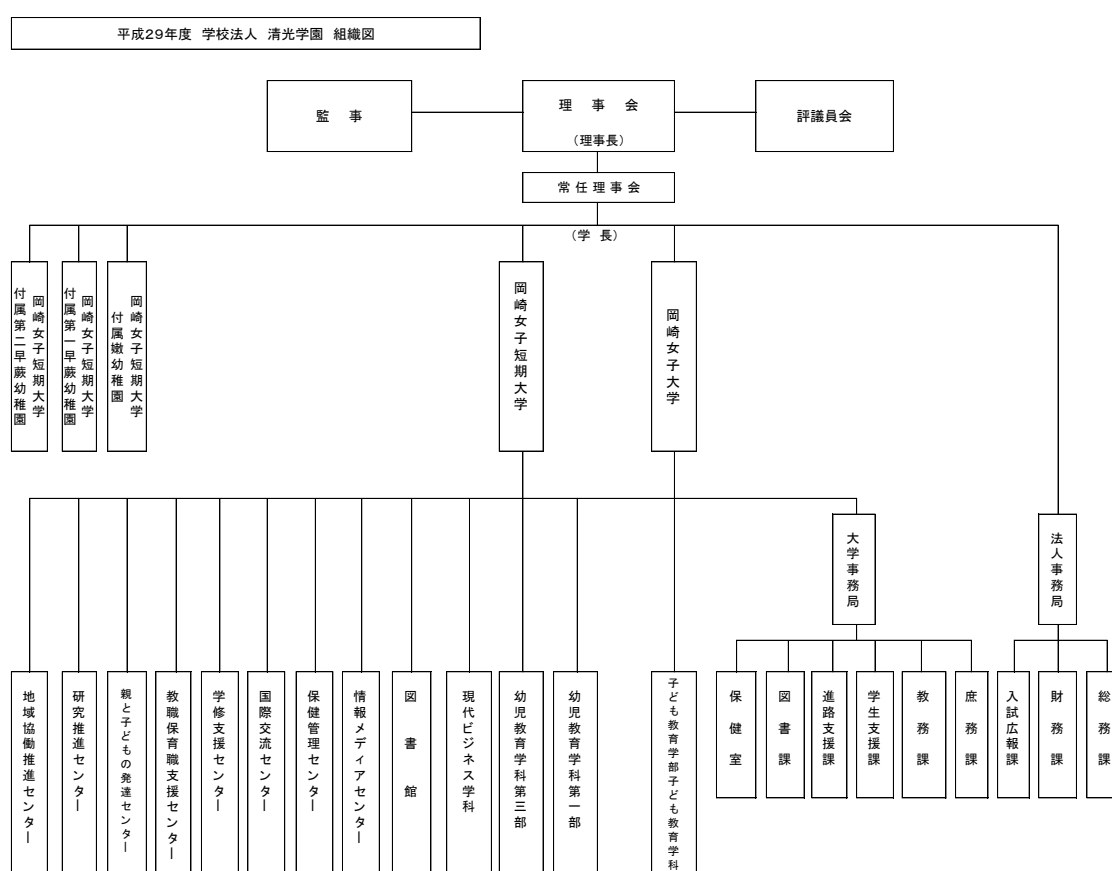 平成29年度 学校法人 清光学園 組織図
監 事
理 事 会
(理事長)
評議員会
常任理事会
(学 長)
岡崎女子短期大学
付属第二早蕨幼稚園
岡崎女子短期大学
付属第一早蕨幼稚園
岡崎女子短期大学
付属嫩幼稚園
岡崎女子短期大学
岡崎女子大学
大学事務局
法人事務局
地域協働推進センター
研究推進センター
親と子どもの発達センター
教職保育職支援センター
学修支援センター
国際交流センター
保健管理センター
情報メディアセンター
図書館
現代ビジネス学科
幼児教育学科第三部
幼児教育学科第一部
子ども教育学部子ども教育学科
保健室
図書課
進路支援課
学生支援課
教務課
庶務課
入試広報課
財務課
総務課